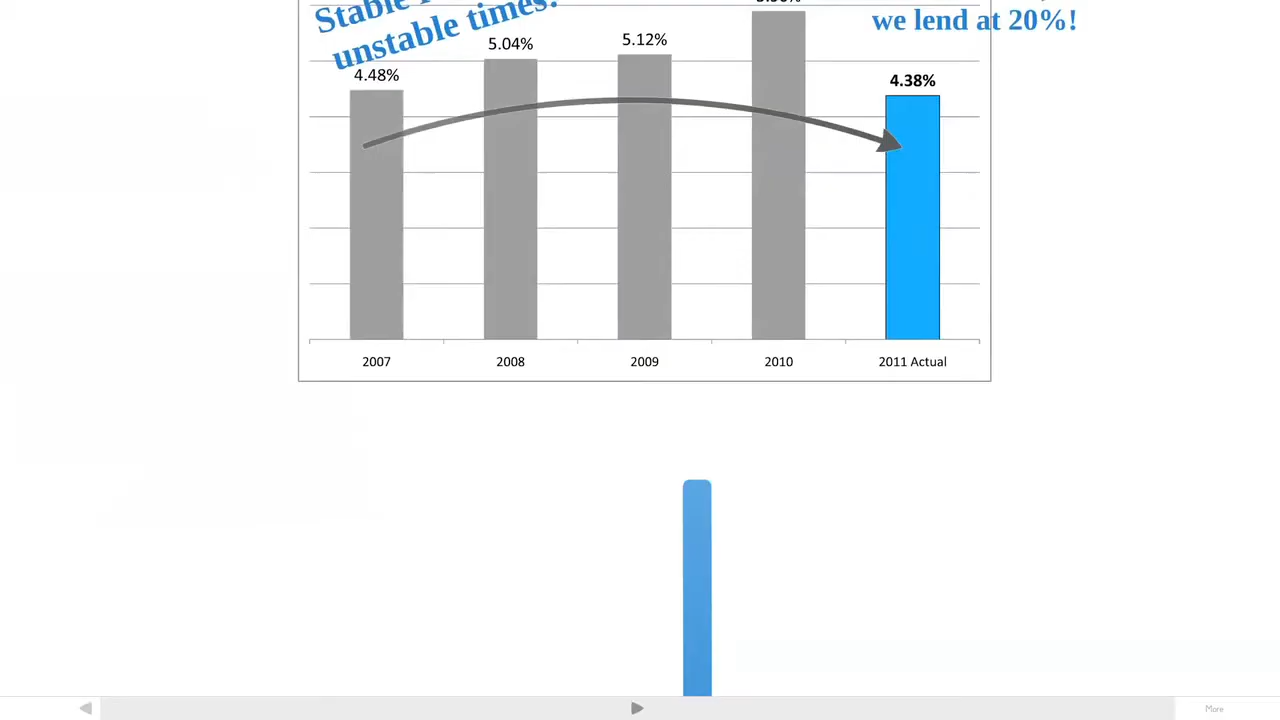 Stable
unstable times!
we lend at 20%!
4.48%
5.04%
5.12%
4.38%
2007
2008
2009
2010
2011 Actual
More